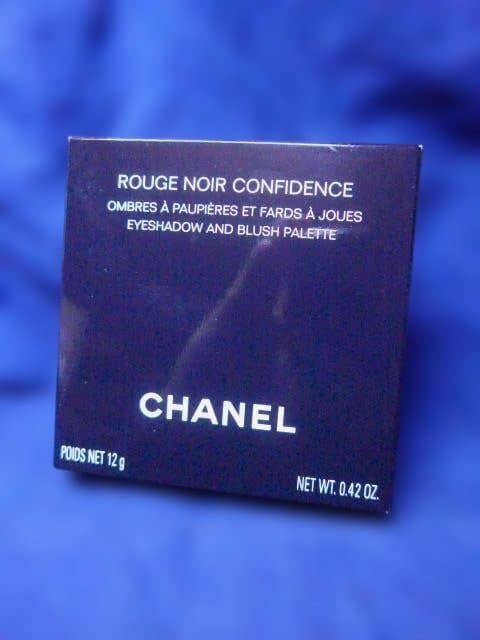 ROUGE NOIR CONFIDENCE
OMBRES À PAUPIÈRES ET FARDS À JOUES
EYESHADOW AND BLUSH PALETTE
CHANEL
POIDS NET 12 g
NET WT. 0.42 OZ.